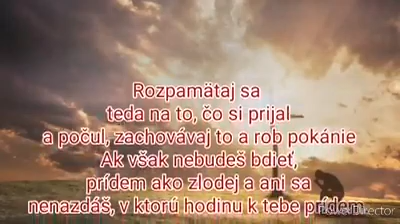 Rozpamätaj sa
teda na to, čo si prijal
a počul, zachovávaj to a rob pokánie
Ak však nebudeš bdieť,
prídem ako zlodej a ani sa
nenazdáš, v ktorú hodinu k tebe prídem
PowerDirector